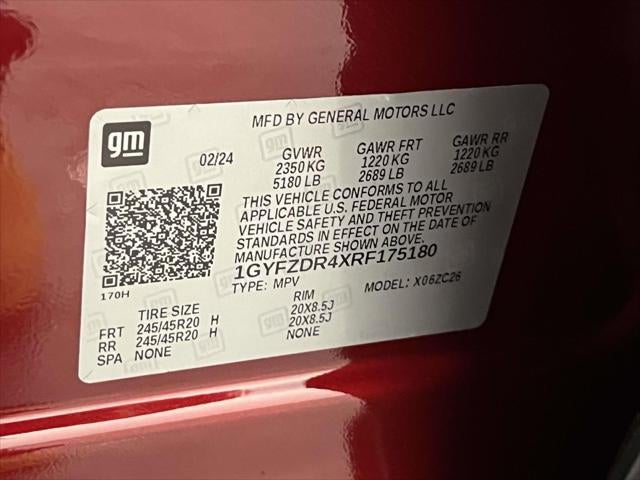 MFD BY GENERAL MOTORS LLC
gm
02/24 GVWR GAWR FRT GAWR RR
2350 KG 1220 KG 1220 KG
5180 LB 2689 LB 2689 LB
THIS VEHICLE CONFORMS TO ALL
APPLICABLE U.S. FEDERAL MOTOR
VEHICLE SAFETY AND THEFT PREVENTION
STANDARDS IN EFFECT ON THE DATE OF
MANUFACTURE SHOWN ABOVE.
1GYFZDR4XRF175180
170H
TYPE: MPV MODEL: X06ZC26
TIRE SIZE RIM
FRT 245/45R20 H 20X8.5J
RR 245/45R20 H 20X8.5J
SPA NONE NONE